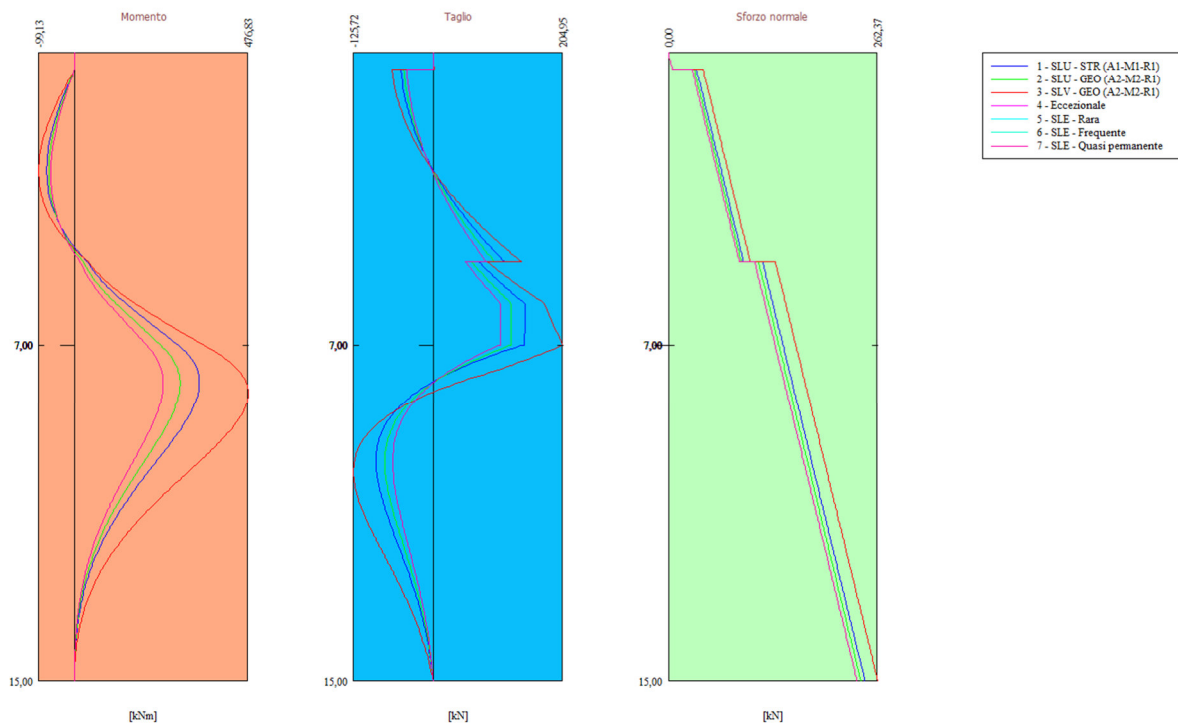 Momento
Taglio
Sforzo normale
-99,13
476,83
-125,72
204,95
0,00
262,37
1 - SLU - STR (A1-M1-R1)
2 - SLU - GEO (A2-M2-R1)
3 - SLV - GEO (A2-M2-R1)
4 - Eccezionale
5 - SLE - Rara
6 - SLE - Frequente
7 - SLE - Quasi permanente
7,00
7,00
7,00
15,00
15,00
15,00
[kNm]
[kN]
[kN]